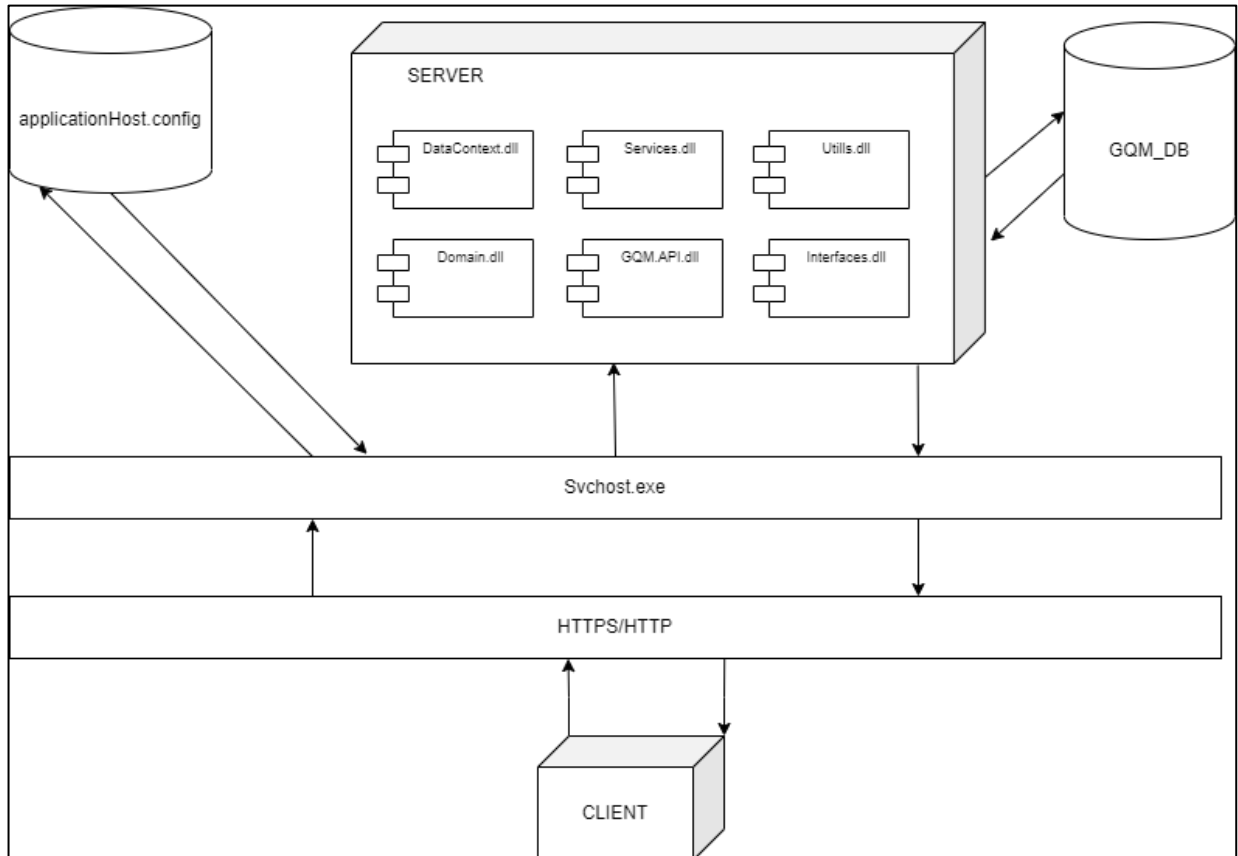 applicationHost.config
SERVER
DataContext.dll
Services.dll
Utills.dll
Domain.dll
GQM.API.dll
Interfaces.dll
GQM_DB
Svchost.exe
HTTPS/HTTP
CLIENT